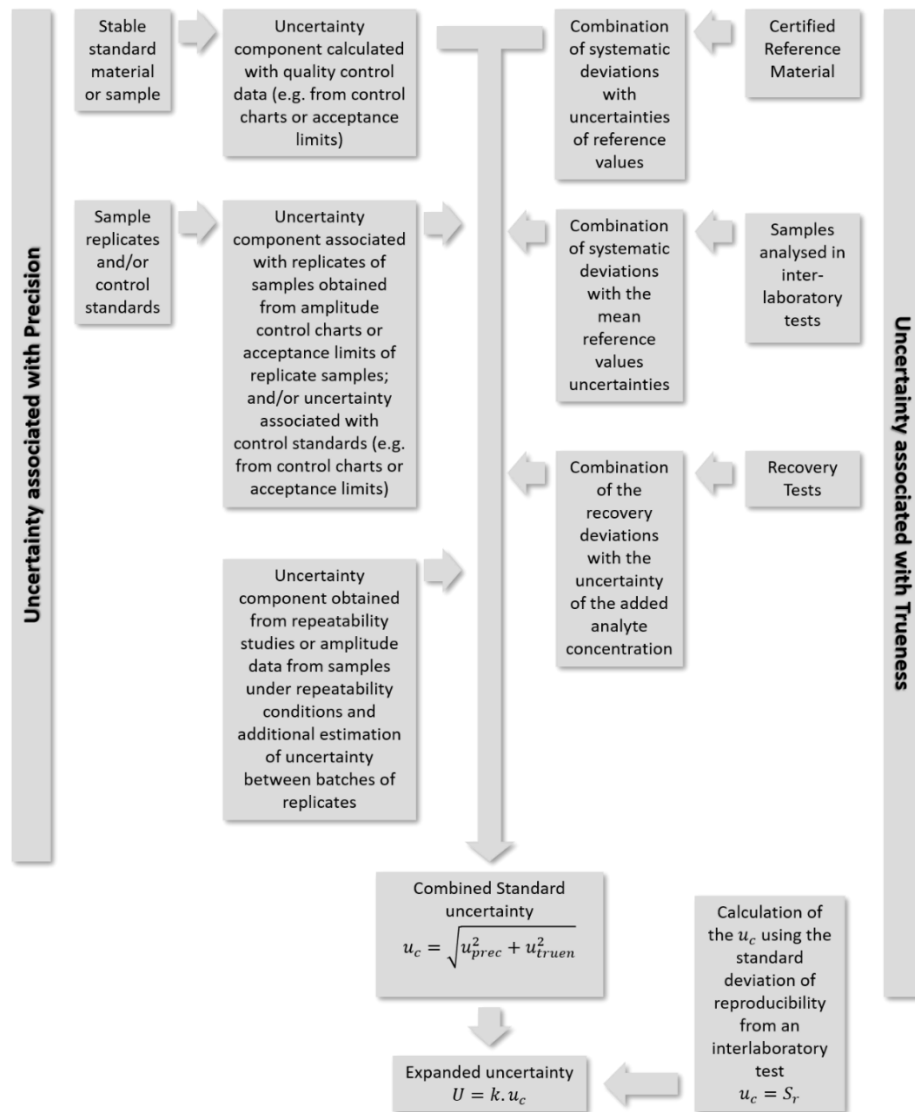 Uncertainty associated with Precision
Stable
standard
material
or sample
Uncertainty
component calculated
with quality control
data (e.g. from control
charts or acceptance
limits)
Combination
of systematic
deviations
with
uncertainties
of reference
values
Certified
Reference
Material
Sample
replicates
and/or
control
standards
Uncertainty
component associated
with replicates of
samples obtained
from amplitude
control charts or
acceptance limits of
replicate samples;
and/or uncertainty
associated with
control standards (e.g.
from control charts or
acceptance limits)
Combination
of systematic
deviations
with the
mean
reference
values
uncertainties
Samples
analysed in
inter-
laboratory
tests
Uncertainty
component obtained
from repeatability
studies or amplitude
data from samples
under repeatability
conditions and
additional estimation
of uncertainty
between batches of
replicates
Combination
of the
recovery
deviations
with the
uncertainty
of the added
analyte
concentration
Recovery
Tests
Uncertainty associated with Trueness
Combined Standard
uncertainty
u_c = √(u²_prec + u²_truen)
Expanded uncertainty
U = k. u_c
Calculation of
the u_c using the
standard
deviation of
reproducibility
from an
interlaboratory
test
u_c = S_r